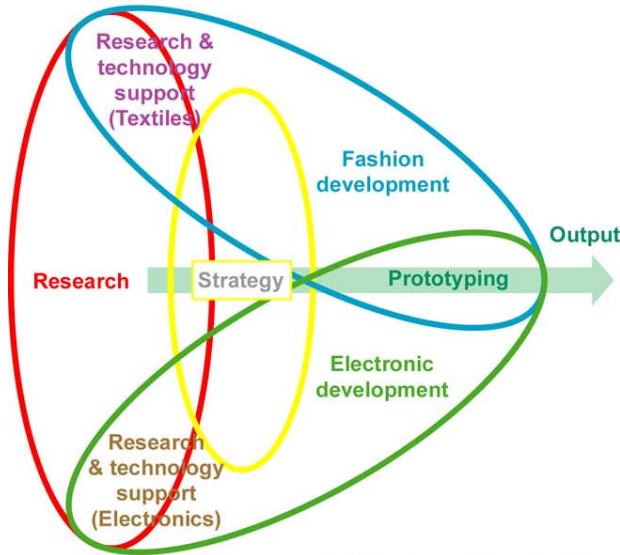 Research &
technology
support
(Textiles)
Fashion
development
Output
Research
Strategy
Prototyping
Electronic
development
Research
& technology
support
(Electronics)